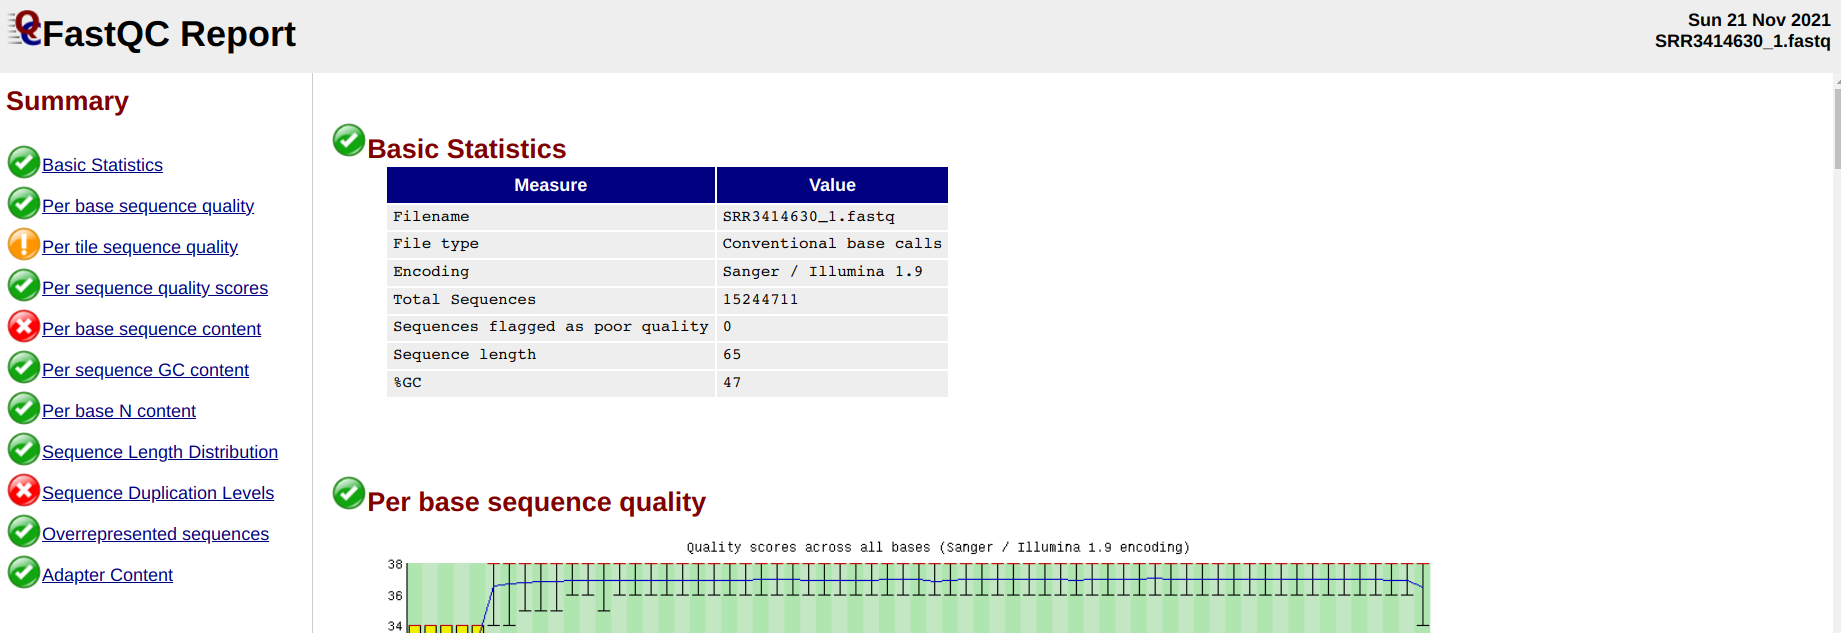 FastQC Report
Sun 21 Nov 2021
SRR3414630_1.fastq
Summary
Basic Statistics
Per base sequence quality
Per tile sequence quality
Per sequence quality scores
Per base sequence content
Per sequence GC content
Per base N content
Sequence Length Distribution
Sequence Duplication Levels
Overrepresented sequences
Adapter Content
Basic Statistics
Measure Value
Filename SRR3414630_1.fastq
File type Conventional base calls
Encoding Sanger / Illumina 1.9
Total Sequences 15244711
Sequences flagged as poor quality 0
Sequence length 65
%GC 47
Per base sequence quality
Quality scores across all bases (Sanger / Illumina 1.9 encoding)
38
36
34